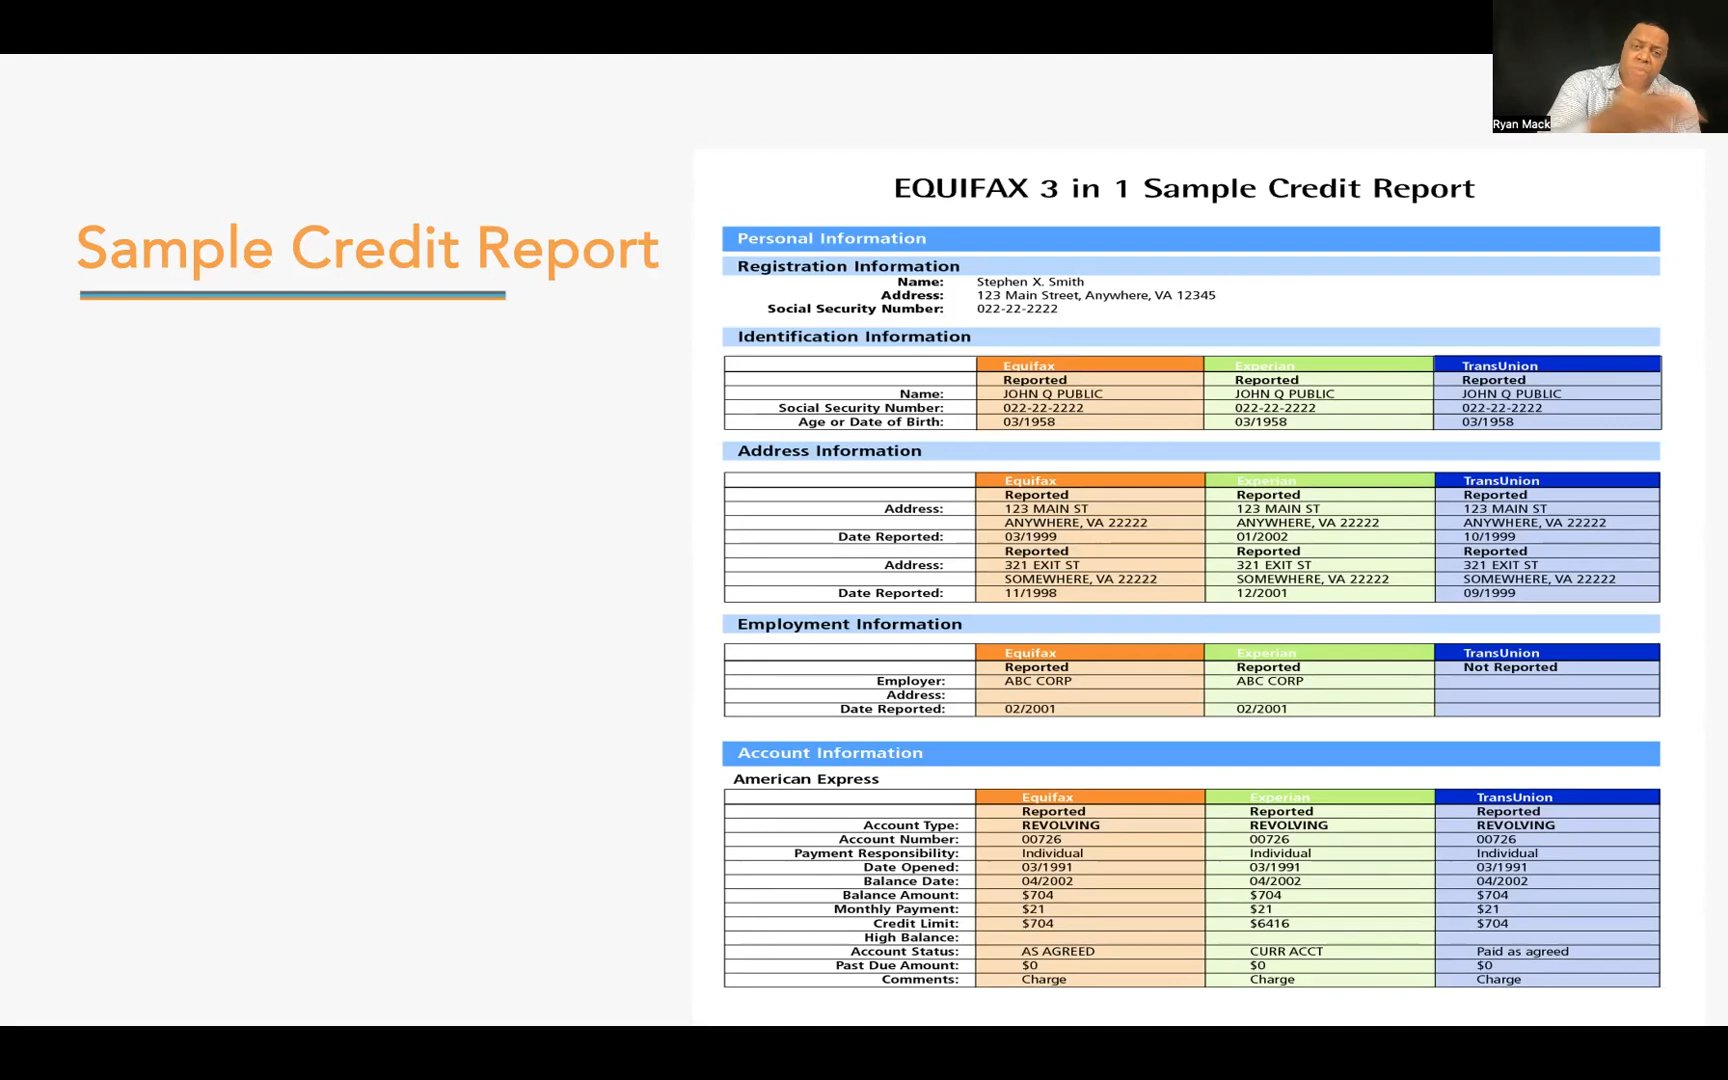 Ryan Mack
Sample Credit Report
EQUIFAX 3 in 1 Sample Credit Report
Personal Information
Registration Information
Name: Stephen X. Smith
Address: 123 Main Street, Anywhere, VA 12345
Social Security Number: 022-22-2222
Identification Information
Equifax Experian TransUnion
Reported Reported Reported
Name: JOHN Q PUBLIC JOHN Q PUBLIC JOHN Q PUBLIC
Social Security Number: 022-22-2222 022-22-2222 022-22-2222
Age or Date of Birth: 03/1958 03/1958 03/1958
Address Information
Equifax Experian TransUnion
Reported Reported Reported
Address: 123 MAIN ST 123 MAIN ST 123 MAIN ST
ANYWHERE, VA 22222 ANYWHERE, VA 22222 ANYWHERE, VA 22222
Date Reported: 03/1999 01/2002 10/1999
Reported Reported Reported
Address: 321 EXIT ST 321 EXIT ST 321 EXIT ST
SOMEWHERE, VA 22222 SOMEWHERE, VA 22222 SOMEWHERE, VA 22222
Date Reported: 11/1998 12/2001 09/1999
Employment Information
Equifax Experian TransUnion
Reported Reported Not Reported
Employer: ABC CORP ABC CORP
Address:
Date Reported: 02/2001 02/2001
Account Information
American Express
Equifax Experian TransUnion
Reported Reported Reported
Account Type: REVOLVING REVOLVING REVOLVING
Account Number: 00726 00726 00726
Payment Responsibility: Individual Individual Individual
Date Opened: 03/1991 03/1991 03/1991
Balance Date: 04/2002 04/2002 04/2002
Balance Amount: $704 $704 $704
Monthly Payment: $21 $21 $21
Credit Limit: $704 $6416 $704
High Balance:
Account Status: AS AGREED CURR ACCT Paid as agreed
Past Due Amount: $0 $0 $0
Comments: Charge Charge Charge